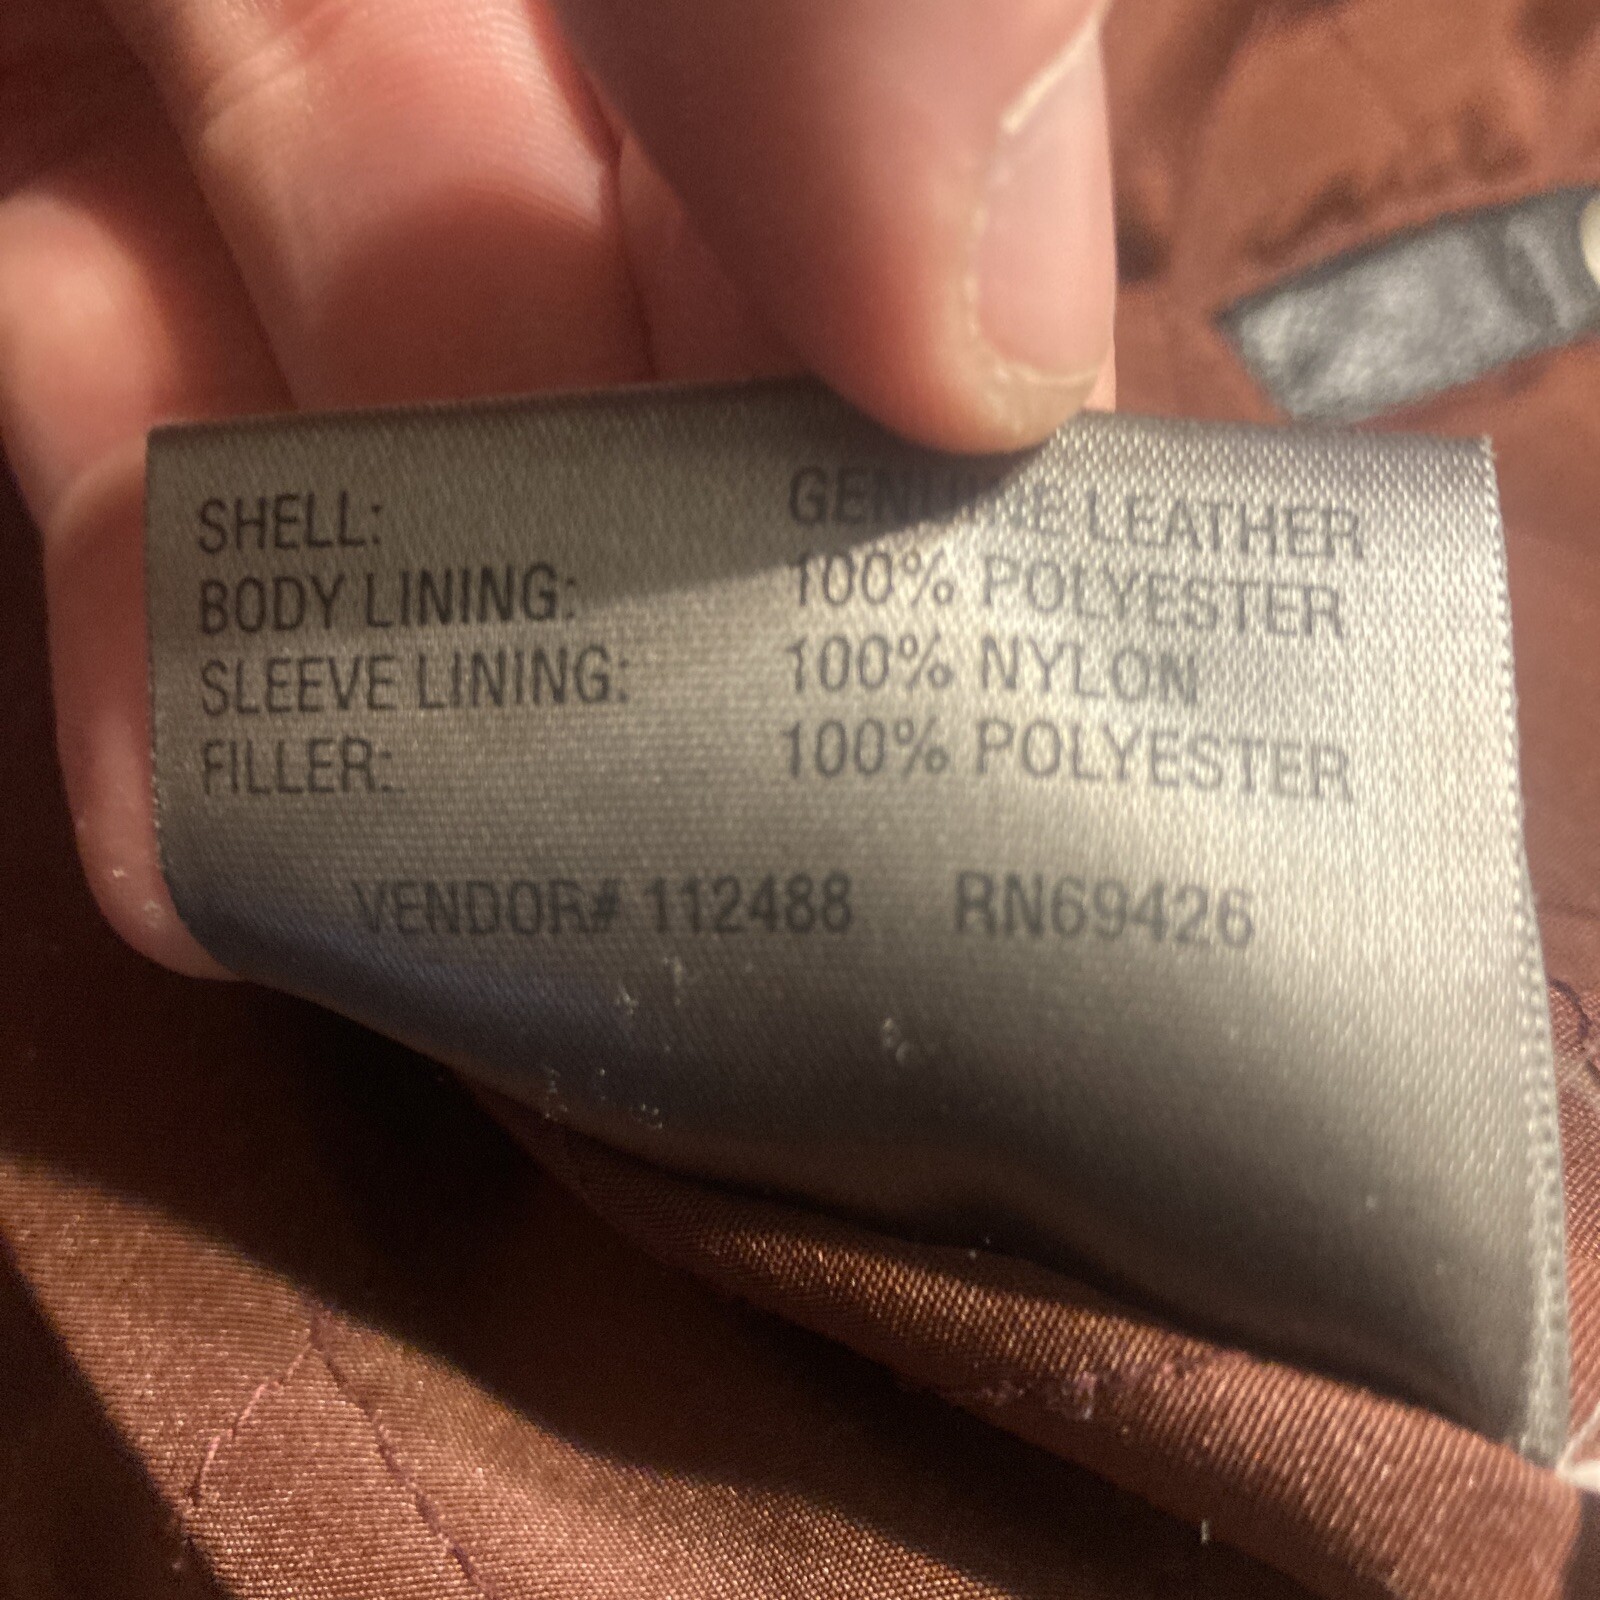 SHELL: GENUINE LEATHER
BODY LINING: 100% POLYESTER
SLEEVE LINING: 100% NYLON
FILLER: 100% POLYESTER
VENDOR# 112488 RN69426